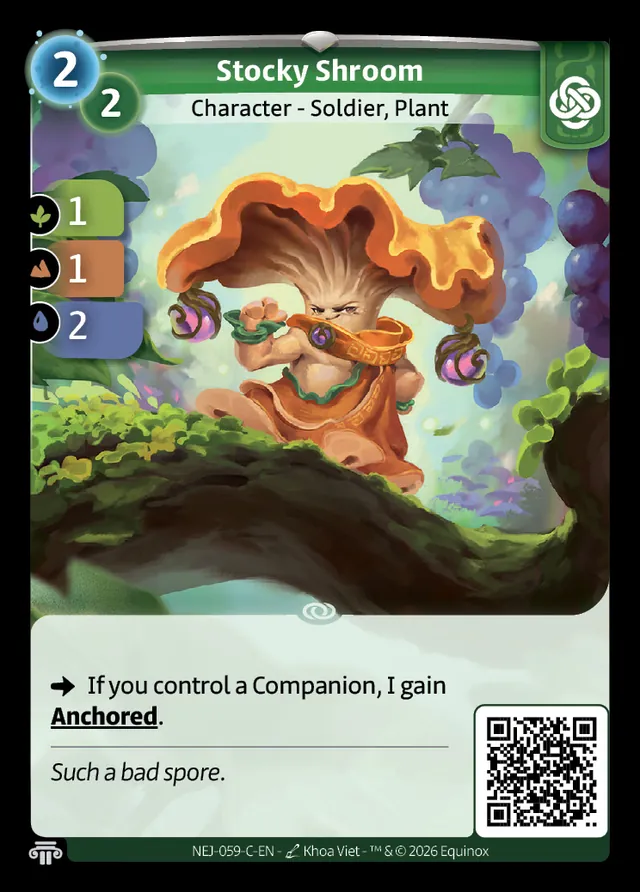 2
2
Stocky Shroom
Character - Soldier, Plant
1
1
2
If you control a Companion, I gain
Anchored.
Such a bad spore.
NEJ-059-C-EN - Khoa Viet - ™ & © 2026 Equinox